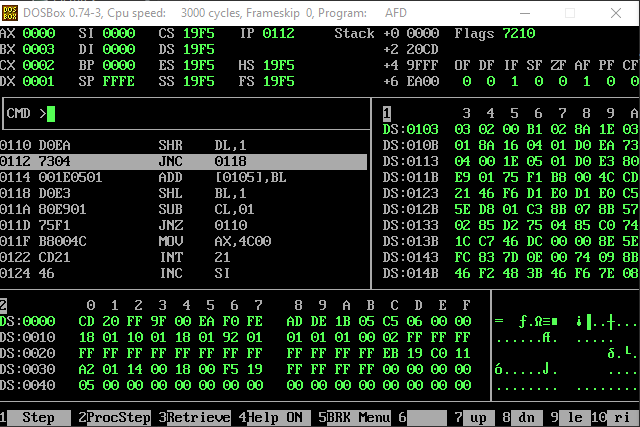 DOSBox 0.74-3, Cpu speed: 3000 cycles, Frameskip 0, Program: AFD
AX 0000 SI 0000 CS 19F5 IP 0112 Stack +0 0000 Flags 7210
BX 0003 DI 0000 DS 19F5 +2 20CD
CX 0002 BP 0000 ES 19F5 HS 19F5 +4 9FFF OF DF IF SF ZF AF PF CF
DX 0001 SP FFFE SS 19F5 FS 19F5 +6 EA00 0 0 1 0 0 1 0 0
CMD >
1 3 4 5 6 7 8 9 A
DS:0103 03 02 00 B1 02 8A 1E 03
0110 D0EA SHR DL,1 DS:010B 01 8A 16 04 01 D0 EA 73
0112 7304 JNC 0118 DS:0113 04 00 1E 05 01 D0 E3 80
0114 001E0501 ADD [0105],BL DS:011B E9 01 75 F1 B8 00 4C CD
0118 D0E3 SHL BL,1 DS:0123 21 46 F6 D1 E0 D1 E0 C5
011A 80E901 SUB CL,01 DS:012B 5E D8 01 C3 8B 07 8B 57
011D 75F1 JNZ 0110 DS:0133 02 85 D2 75 04 85 C0 74
011F B8004C MOV AX,4C00 DS:013B 1C C7 46 DC 00 00 8E 5E
0122 CD21 INT 21 DS:0143 FC 83 7D 0E 00 74 09 8B
0124 46 INC SI DS:014B 46 F2 48 3B 46 F6 7E 08
2 0 1 2 3 4 5 6 7 8 9 A B C D E F
DS:0000 CD 20 FF 9F 00 EA F0 FE AD DE 1B 05 C5 06 00 00
DS:0010 18 01 10 01 18 01 92 01 01 01 01 00 02 FF FF FF
DS:0020 FF FF FF FF FF FF FF FF FF FF FF FF EB 19 C0 11
DS:0030 A2 01 14 00 18 00 F5 19 FF FF FF FF 00 00 00 00
DS:0040 05 00 00 00 00 00 00 00 00 00 00 00 00 00 00 00
1 Step 2 ProcStep 3 Retrieve 4 Help ON 5 BRK Menu 6 7 up 8 dn 9 le 10 ri